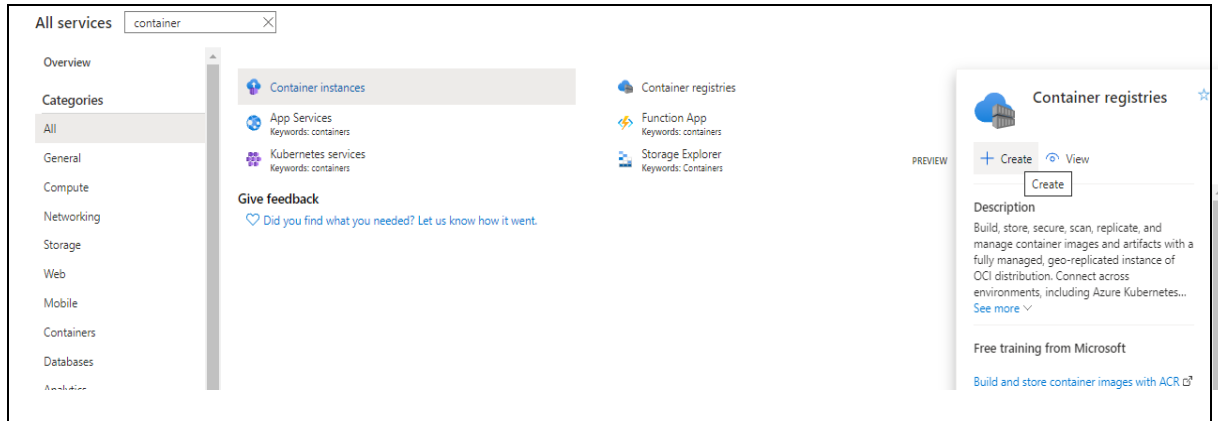 All services
container
Overview
Categories
All
General
Compute
Networking
Storage
Web
Mobile
Containers
Databases
Container instances
App Services
Keywords: containers
Kubernetes services
Keywords: containers
Give feedback
Did you find what you needed? Let us know how it went.
Container registries
Function App
Keywords: containers
Storage Explorer
Keywords: Containers
PREVIEW
Container registries
Create
View
Create
Description
Build, store, secure, scan, replicate, and
manage container images and artifacts with a
fully managed, geo-replicated instance of
OCI distribution. Connect across
environments, including Azure Kubernetes...
See more
Free training from Microsoft
Build and store container images with ACR